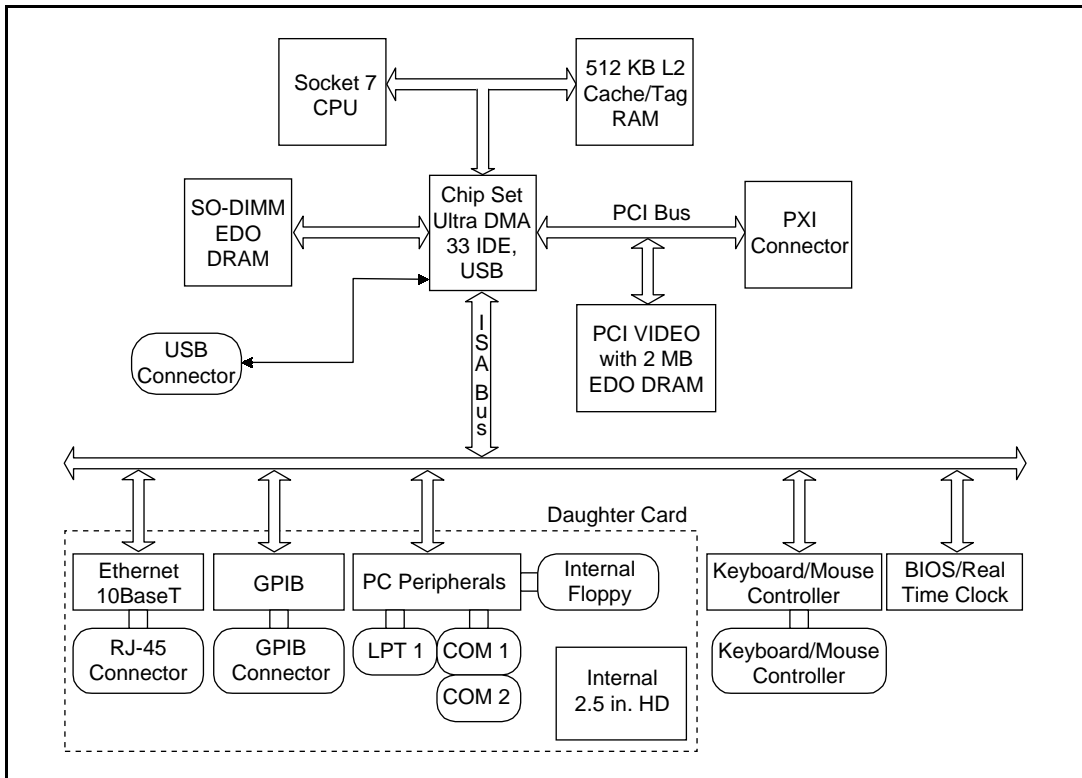 Socket 7
CPU
512 KB L2
Cache/Tag
RAM
SO-DIMM
EDO
DRAM
Chip Set
Ultra DMA
33 IDE,
USB
PCI Bus
PXI
Connector
USB
Connector
ISA Bus
PCI VIDEO
with 2 MB
EDO DRAM
Daughter Card
Ethernet
10BaseT
GPIB
PC Peripherals
Internal
Floppy
Keyboard/Mouse
Controller
BIOS/Real
Time Clock
RJ-45
Connector
GPIB
Connector
LPT 1
COM 1
COM 2
Internal
2.5 in. HD
Keyboard/Mouse
Controller